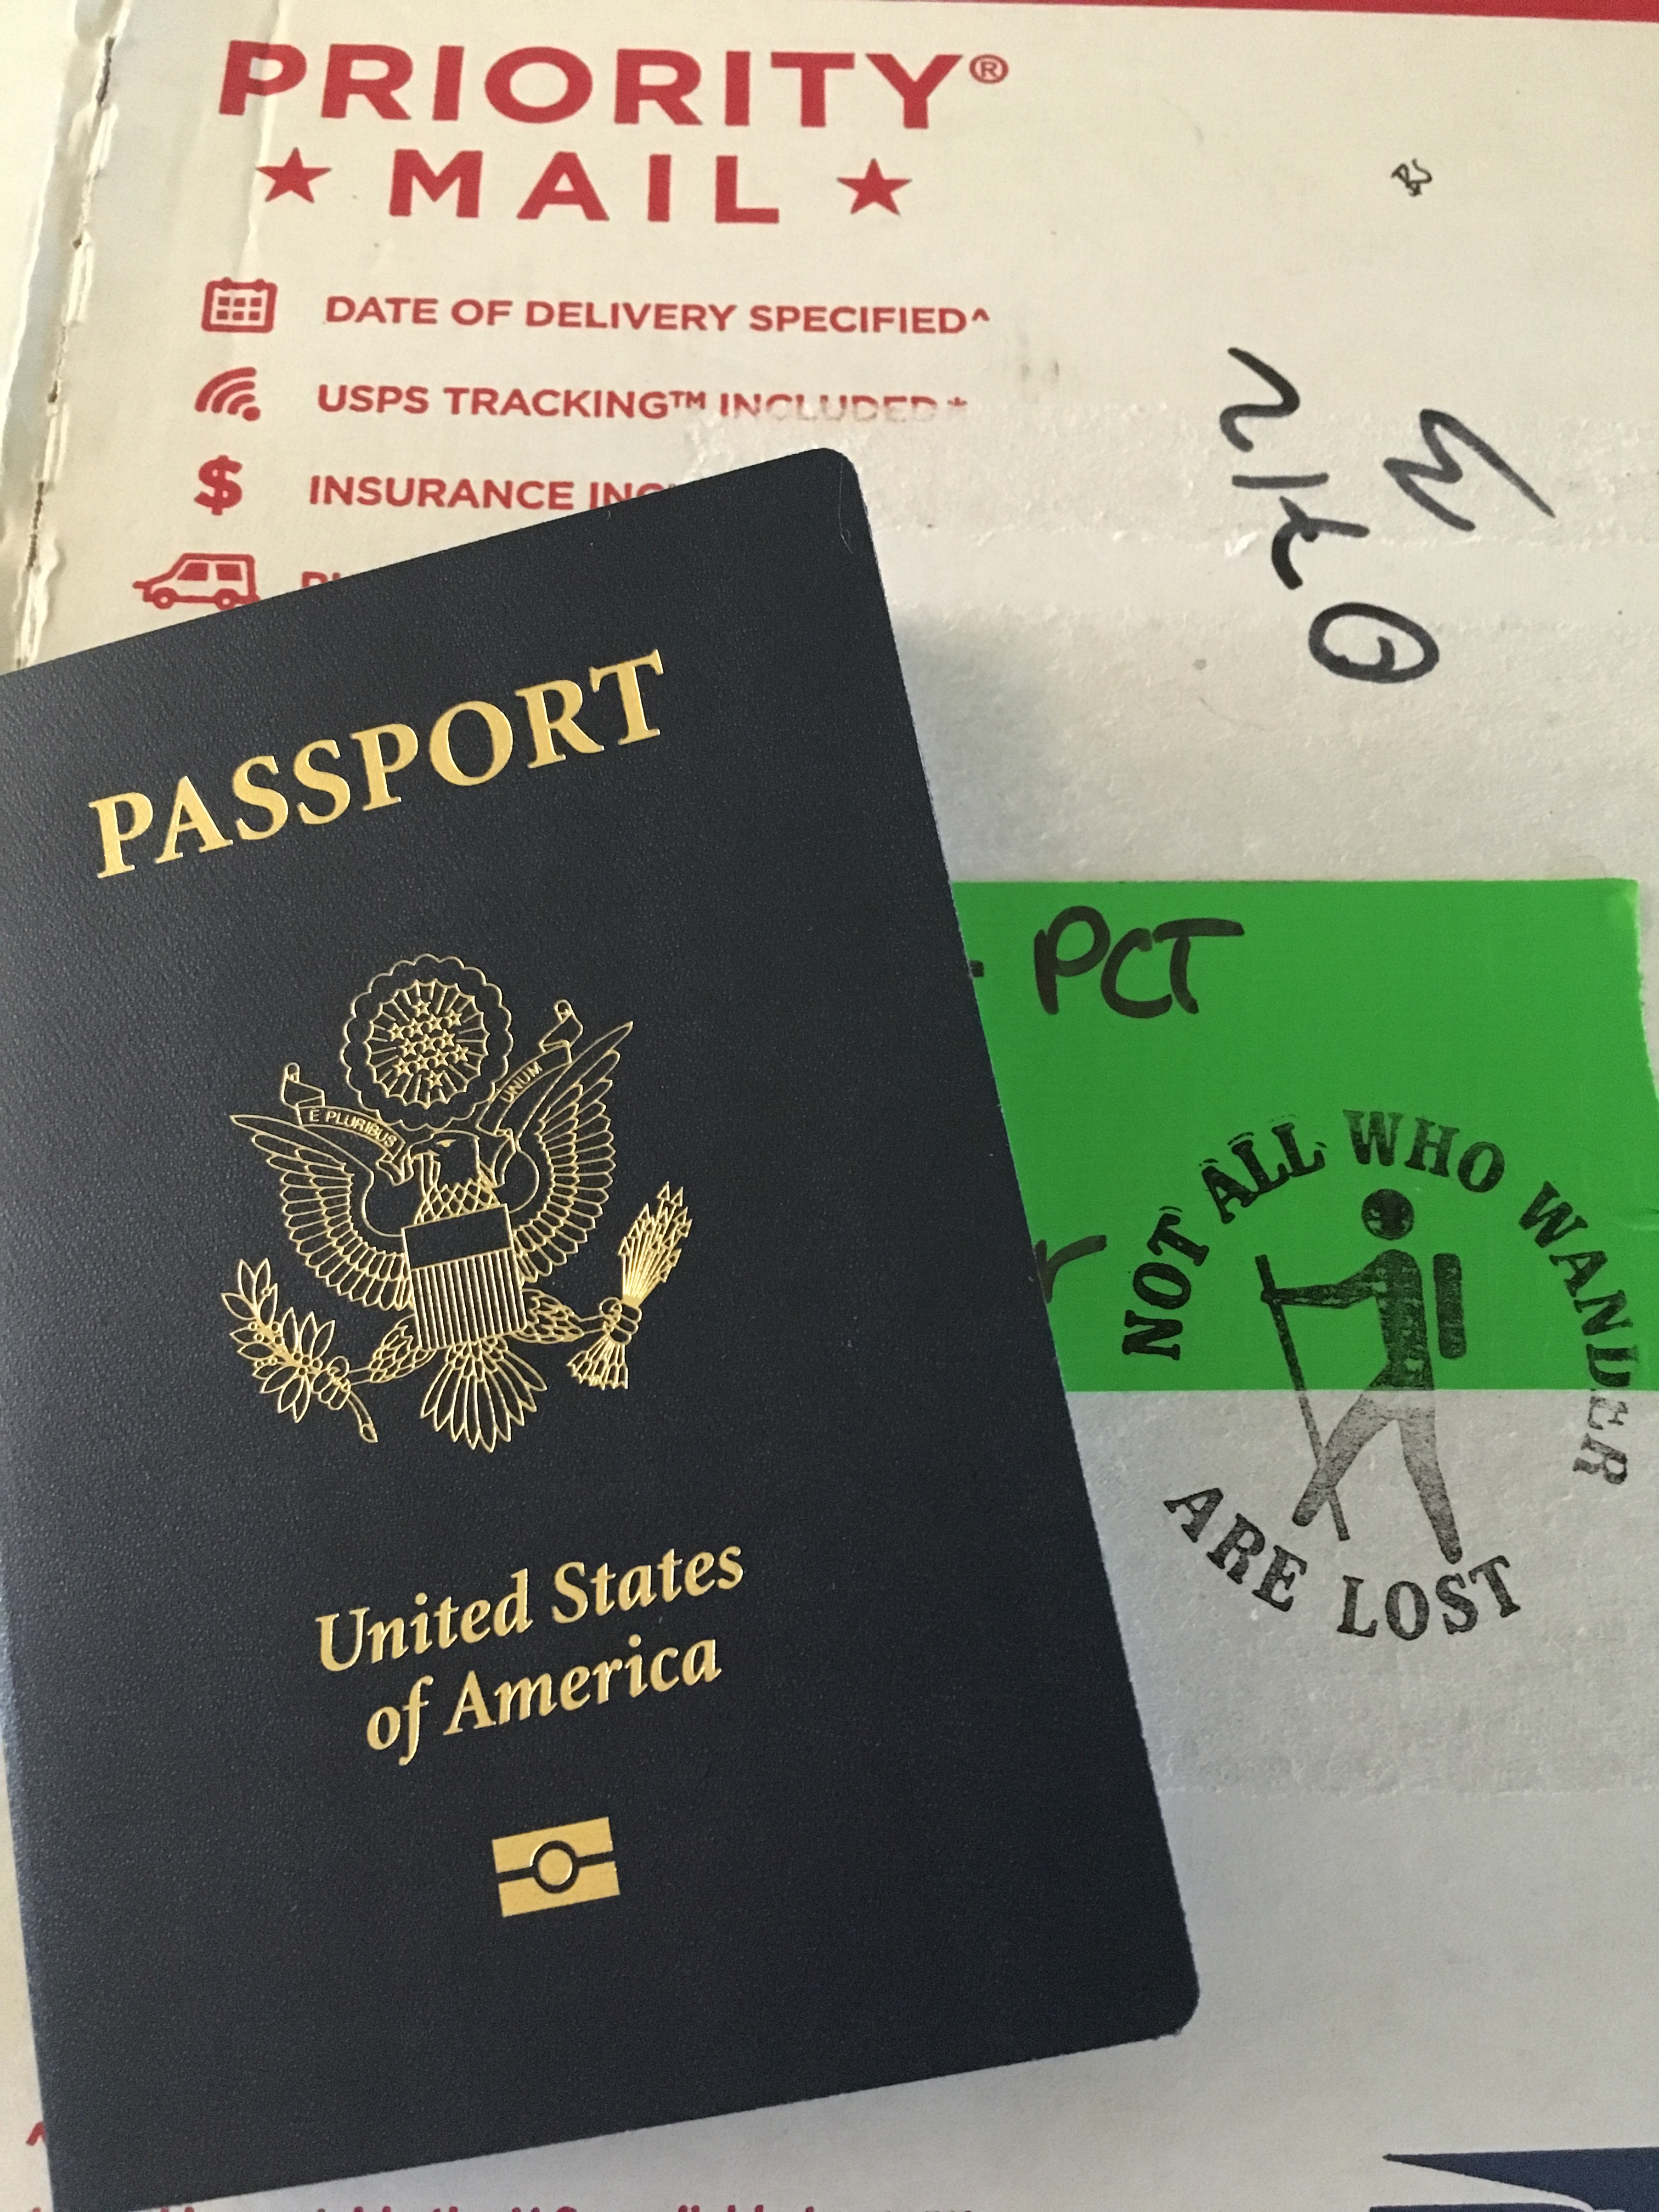 PRIORITY®
★ MAIL ★
DATE OF DELIVERY SPECIFIED^
USPS TRACKING™ INCLUDED*
$ INSURANCE INC
PASSPORT
E PLURIBUS UNUM
United States
of America
- PCT
r
NOT ALL WHO WANDER
ARE LOST